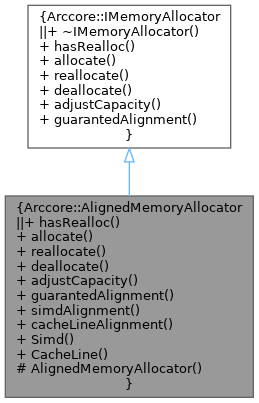 {Arccore::IMemoryAllocator
||+ ~IMemoryAllocator()
+ hasRealloc()
+ allocate()
+ reallocate()
+ deallocate()
+ adjustCapacity()
+ guarantedAlignment()
}
{Arccore::AlignedMemoryAllocator
||+ hasRealloc()
+ allocate()
+ reallocate()
+ deallocate()
+ adjustCapacity()
+ guarantedAlignment()
+ simdAlignment()
+ cacheLineAlignment()
+ Simd()
+ CacheLine()
# AlignedMemoryAllocator()
}